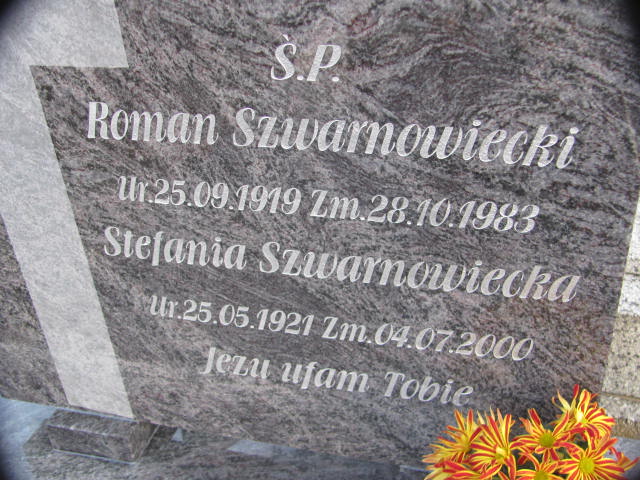 Ś.P.
Roman Szwarnowiecki
Ur.25.09.1919 Zm.28.10.1983
Stefania Szwarnowiecka
Ur.25.05.1921 Zm.04.07.2000
Jezu ufam Tobie